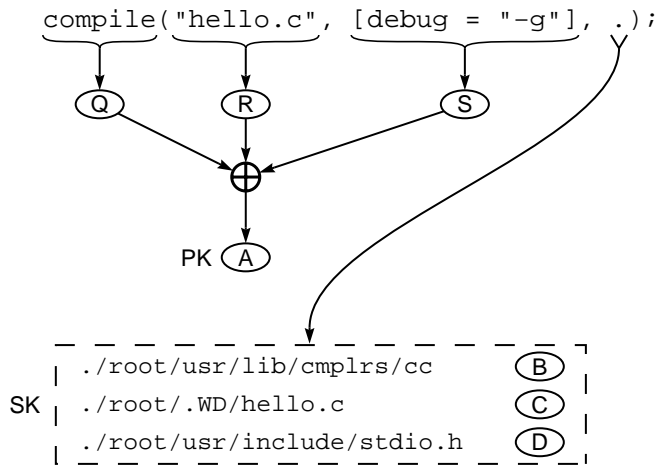 compile("hello.c", [debug = "-g"], .);
Q R S
PK A
./root/usr/lib/cmplrs/cc B
SK ./root/.WD/hello.c C
./root/usr/include/stdio.h D